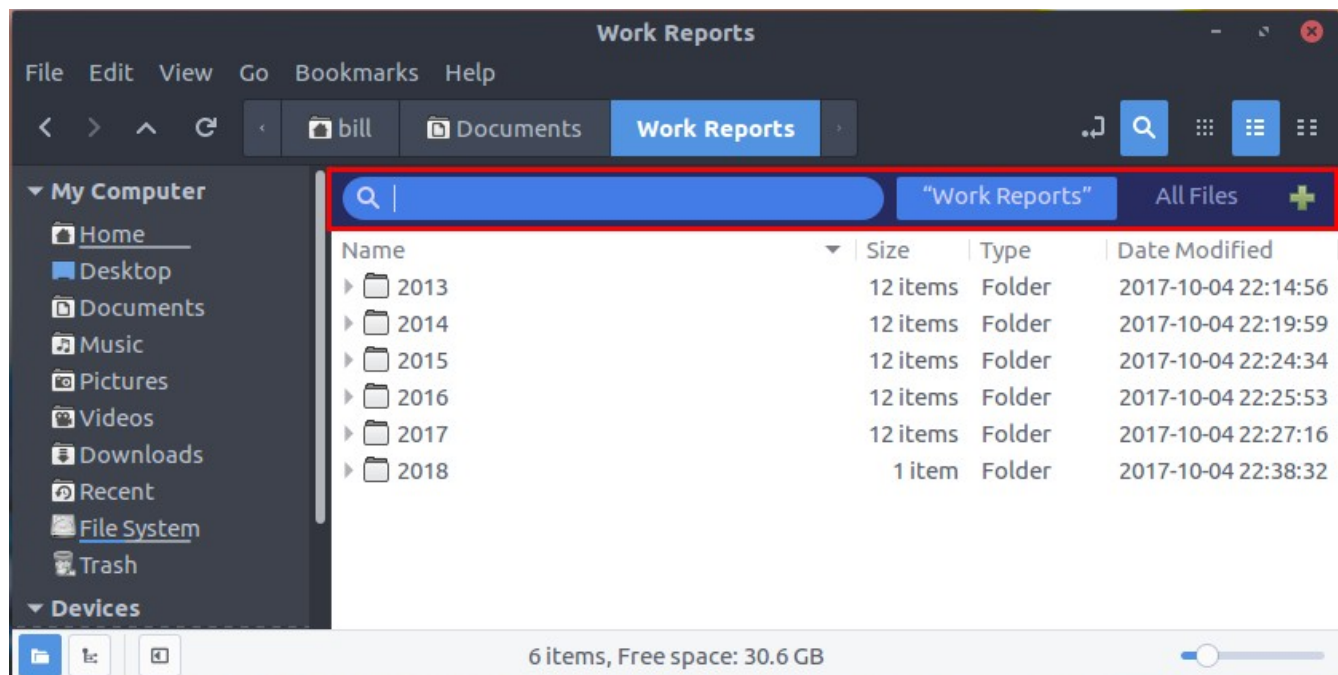 Work Reports
File Edit View Go Bookmarks Help
bill Documents Work Reports
My Computer
Home
Desktop
Documents
Music
Pictures
Videos
Downloads
Recent
File System
Trash
Devices
“Work Reports” All Files
Name Size Type Date Modified
2013 12 items Folder 2017-10-04 22:14:56
2014 12 items Folder 2017-10-04 22:19:59
2015 12 items Folder 2017-10-04 22:24:34
2016 12 items Folder 2017-10-04 22:25:53
2017 12 items Folder 2017-10-04 22:27:16
2018 1 item Folder 2017-10-04 22:38:32
6 items, Free space: 30.6 GB